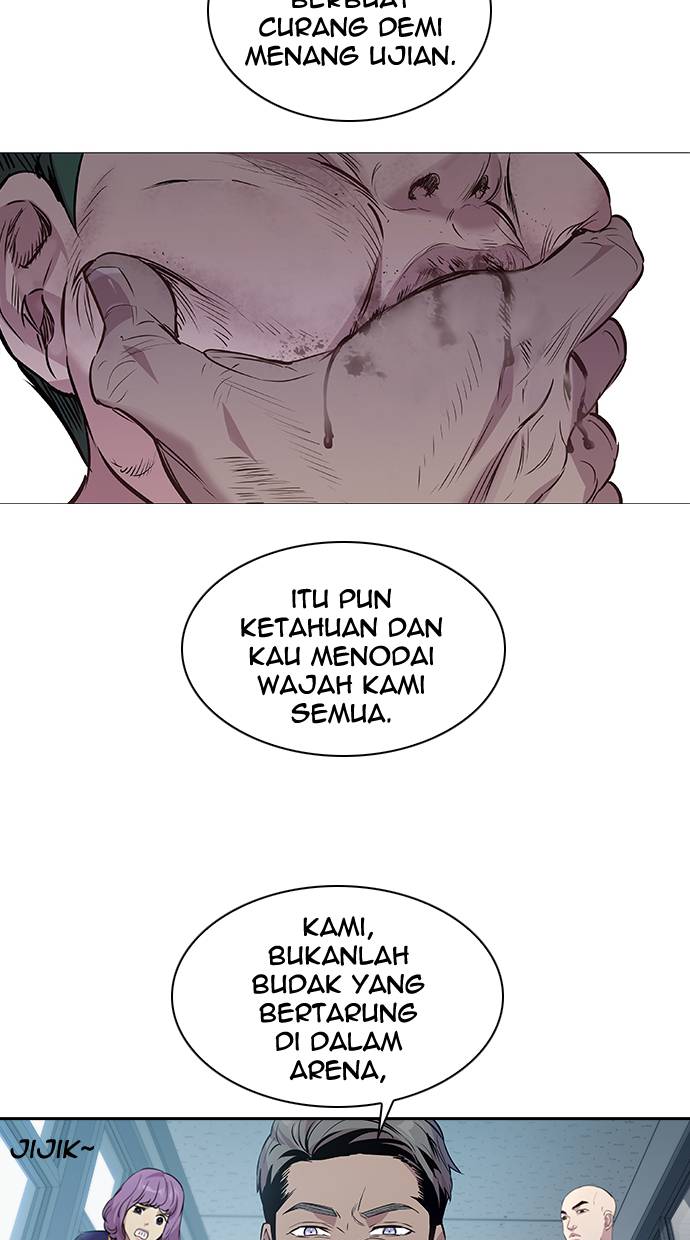 BERBUAT
CURANG DEMI
MENANG UJIAN.
ITU PUN
KETAHUAN DAN
KAU MENODAI
WAJAH KAMI
SEMUA.
KAMI,
BUKANLAH
BUDAK YANG
BERTARUNG
DI DALAM
ARENA,
JIJIK~